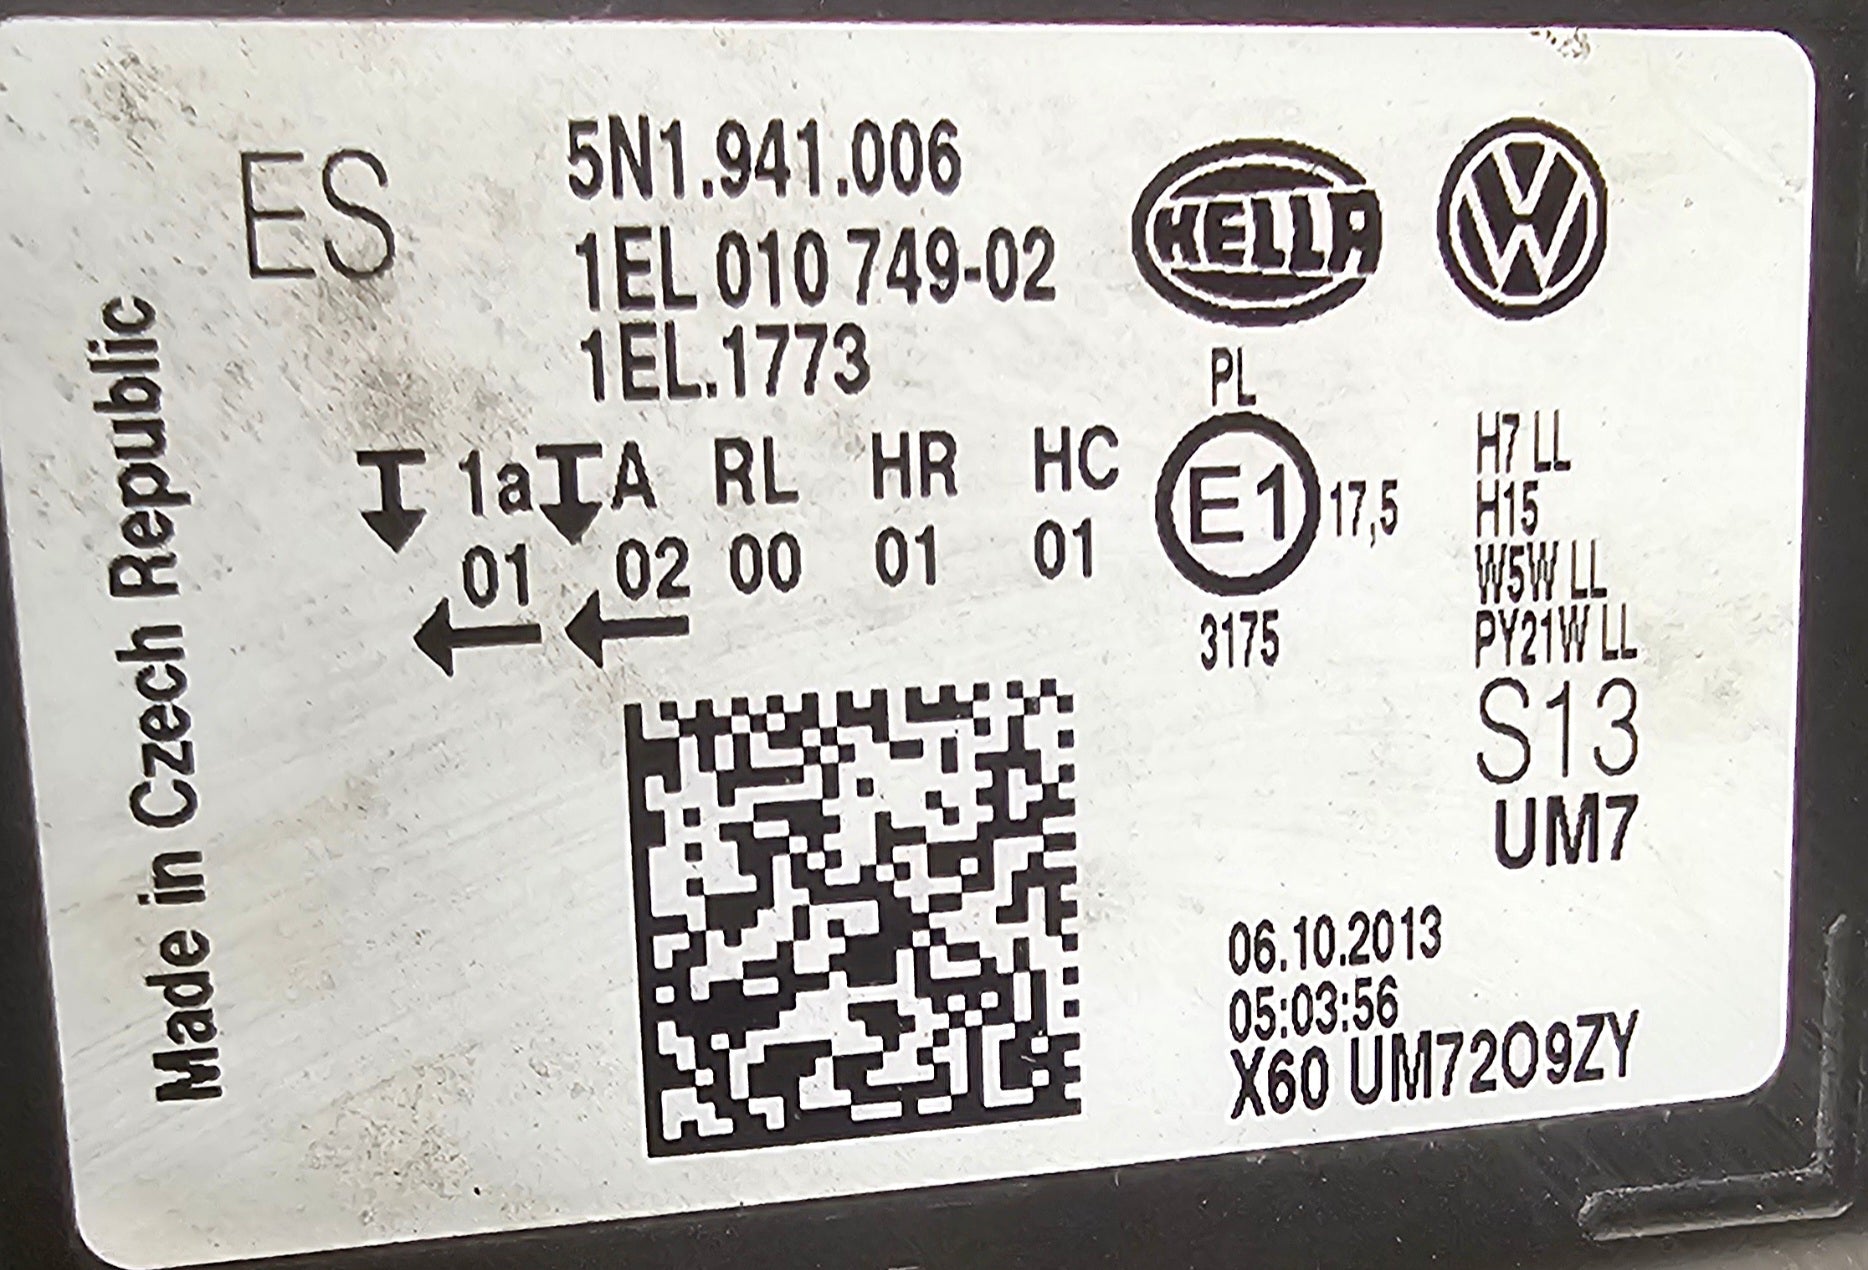 Made in Czech Republic
ES
5N1.941.006
1EL 010 749-02
1EL.1773
HELLA
PL
1a A RL HR HC
01 02 00 01 01
E1
17,5
3175
H7 LL
H15
W5W LL
PY21W LL
S13
UM7
06.10.2013
05:03:56
X60 UM72O9ZY